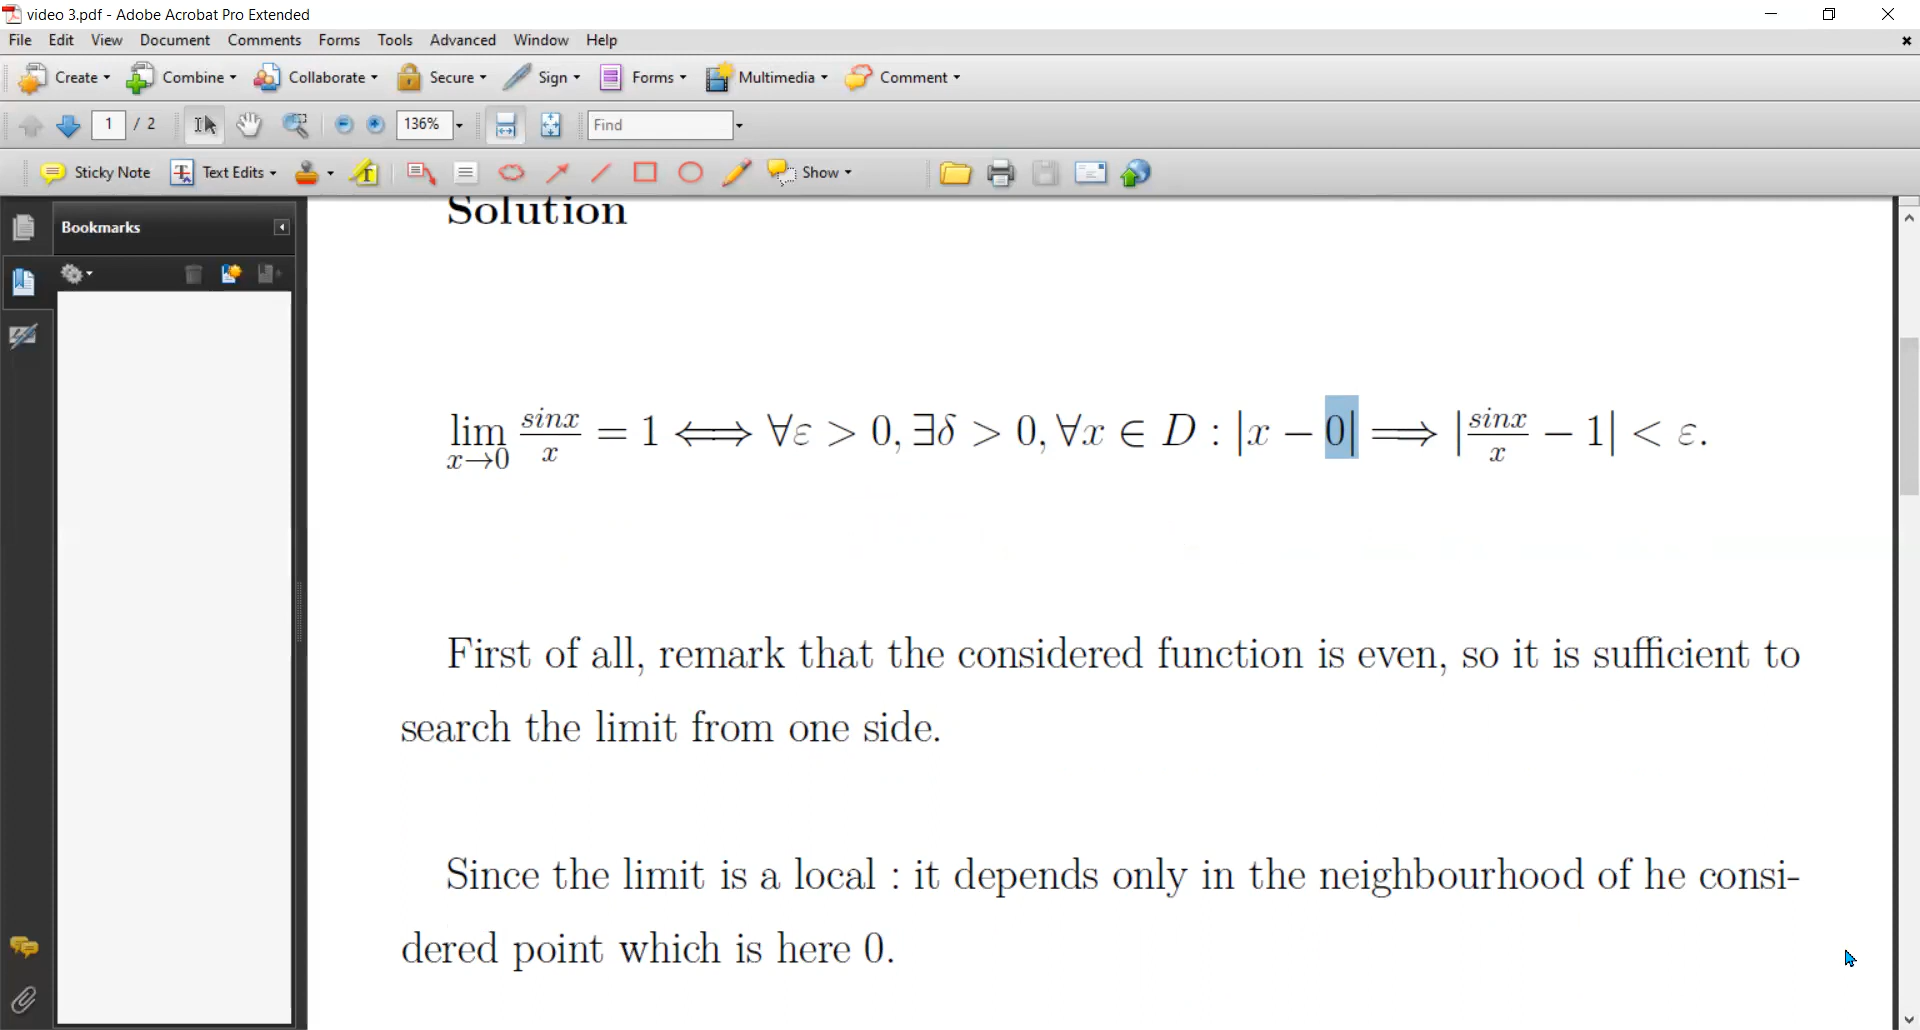 video 3.pdf - Adobe Acrobat Pro Extended
File Edit View Document Comments Forms Tools Advanced Window Help
Create Combine Collaborate Secure Sign Forms Multimedia Comment
1 / 2 136% Find
Sticky Note Text Edits Show
Bookmarks
Solution
lim_{x→0} sinx/x = 1 ⟺ ∀ε > 0, ∃δ > 0, ∀x ∈ D : |x − 0| ⟹ |sinx/x − 1| < ε.
First of all, remark that the considered function is even, so it is sufficient to
search the limit from one side.
Since the limit is a local : it depends only in the neighbourhood of he consi-
dered point which is here 0.